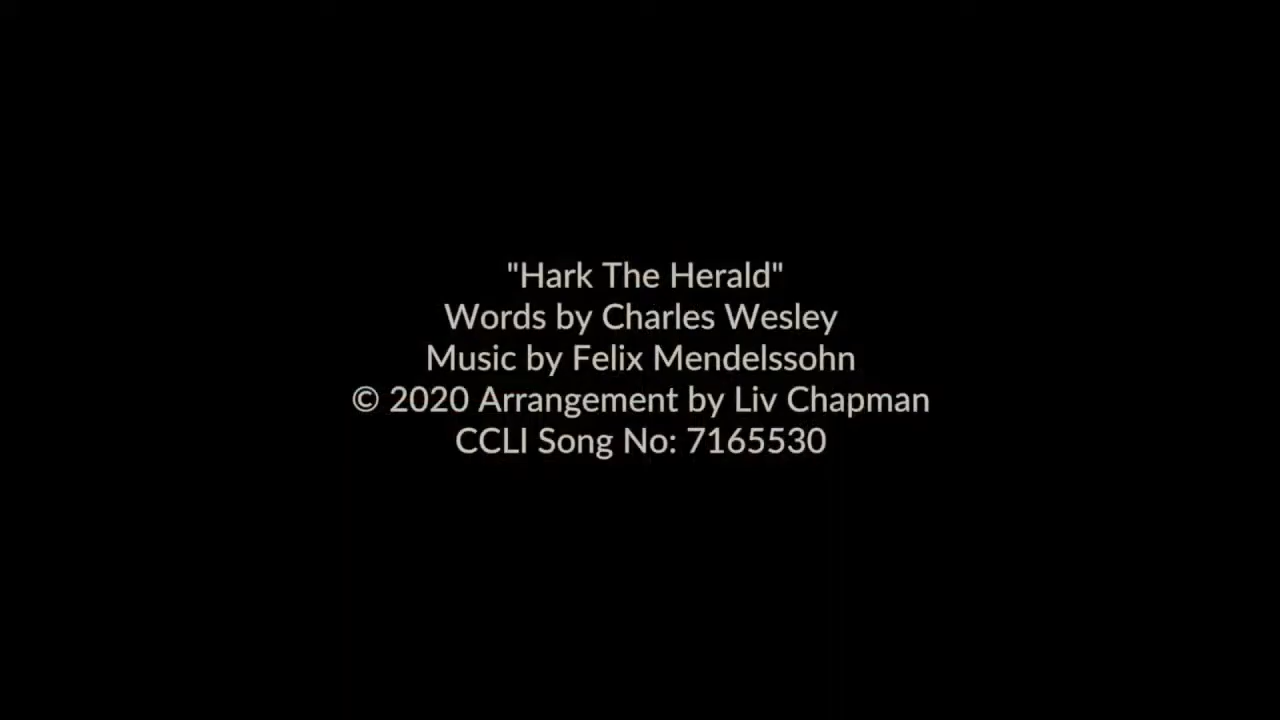 "Hark The Herald"
Words by Charles Wesley
Music by Felix Mendelssohn
© 2020 Arrangement by Liv Chapman
CCLI Song No: 7165530